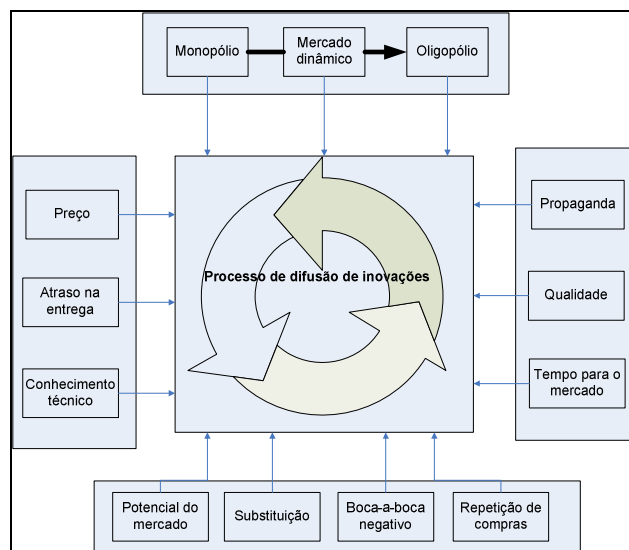 Monopólio
Mercado
dinâmico
Oligopólio
Preço
Atraso na
entrega
Conhecimento
técnico
Processo de difusão de inovações
Propaganda
Qualidade
Tempo para o
mercado
Potencial do
mercado
Substituição
Boca-a-boca
negativo
Repetição de
compras